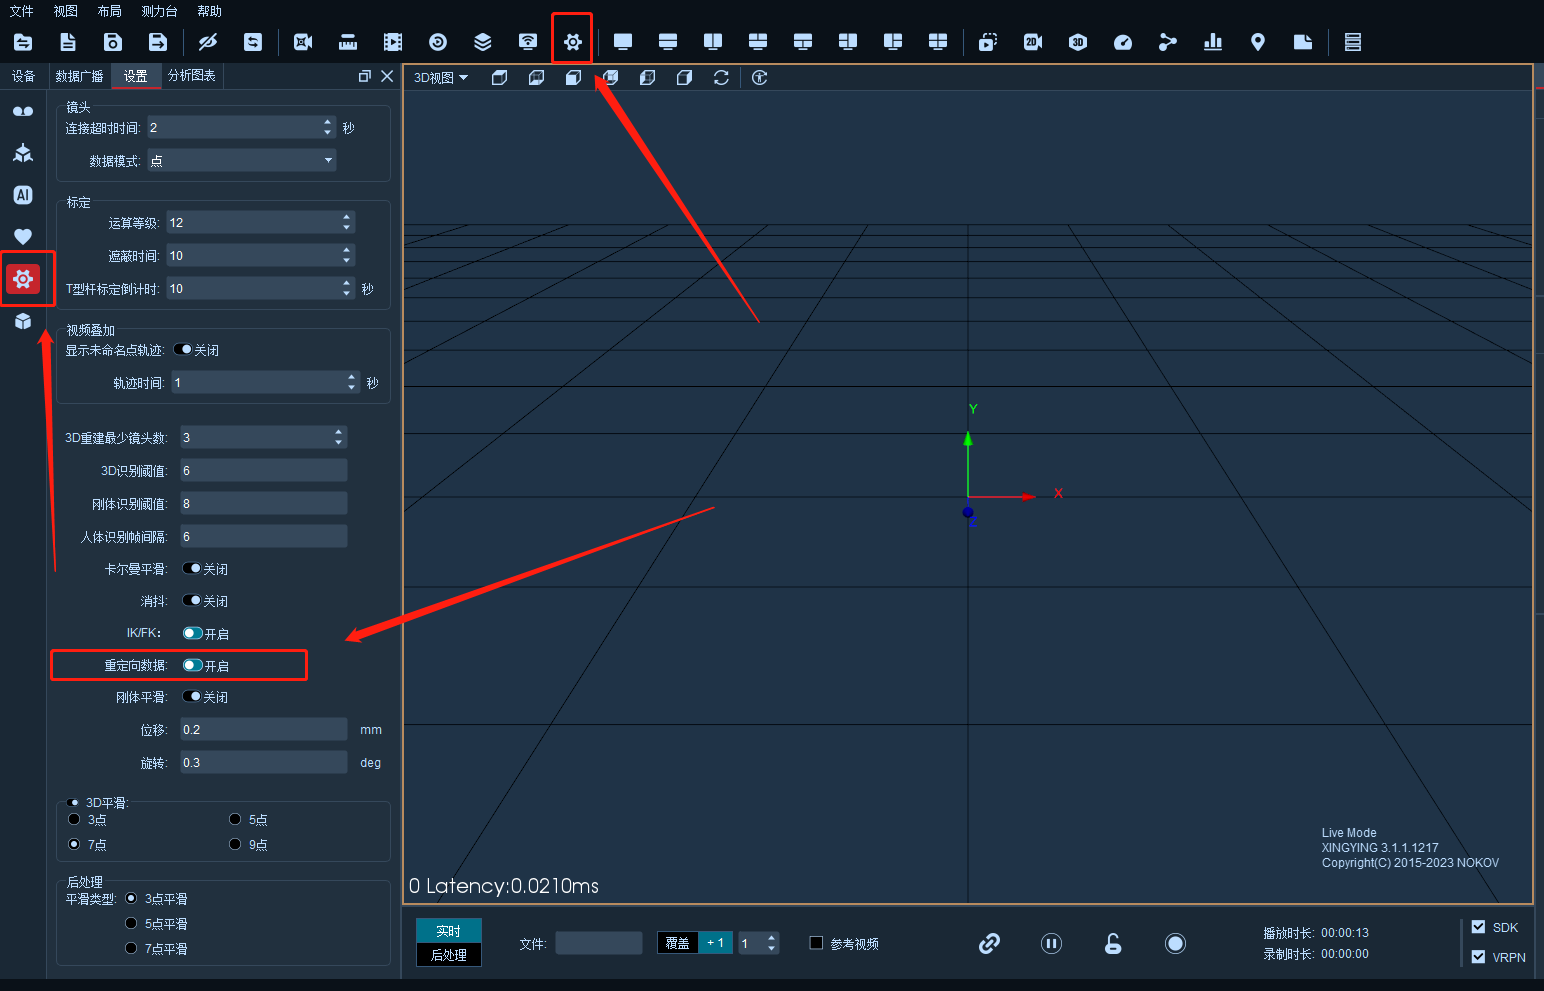 文件 视图 布局 测力台 帮助
设备 数据广播 设置 分析图表
3D视图
镜头
连接超时时间: 2 秒
数据模式: 点
AI
标定
运算等级: 12
遮蔽时间: 10
T型杆标定倒计时: 10 秒
视频叠加
显示未命名点轨迹: 关闭
轨迹时间: 1 秒
3D重建最少镜头数: 3
3D识别阈值: 6
刚体识别阈值: 8
人体识别帧间隔: 6
卡尔曼平滑: 关闭
消抖: 关闭
IK/FK: 开启
重定向数据: 开启
刚体平滑: 关闭
位移: 0.2 mm
旋转: 0.3 deg
3D平滑:
3点 5点
7点 9点
后处理
平滑类型: 3点平滑
5点平滑
7点平滑
2D 3D
Y
X
Z
Live Mode
XINGYING 3.1.1.1217
Copyright(C) 2015-2023 NOKOV
0 Latency:0.0210ms
实时
后处理
文件: 覆盖 + 1 1 参考视频
播放时长: 00:00:13
录制时长: 00:00:00
SDK
VRPN